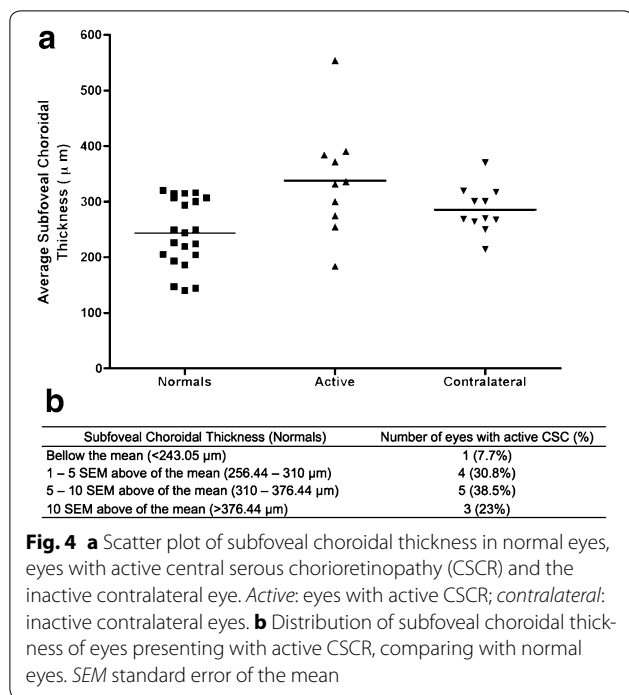 a
600
500
400
300
200
100
0
Average Subfoveal Choroidal
Thickness ( μ m)
Normals Active Contralateral
b
Subfoveal Choroidal Thickness (Normals) Number of eyes with active CSC (%)
Bellow the mean (<243.05 μm) 1 (7.7%)
1 – 5 SEM above of the mean (256.44 – 310 μm) 4 (30.8%)
5 – 10 SEM above of the mean (310 – 376.44 μm) 5 (38.5%)
10 SEM above of the mean (>376.44 μm) 3 (23%)
Fig. 4 a Scatter plot of subfoveal choroidal thickness in normal eyes,
eyes with active central serous chorioretinopathy (CSCR) and the
inactive contralateral eye. Active: eyes with active CSCR; contralateral:
inactive contralateral eyes. b Distribution of subfoveal choroidal thick-
ness of eyes presenting with active CSCR, comparing with normal
eyes. SEM standard error of the mean